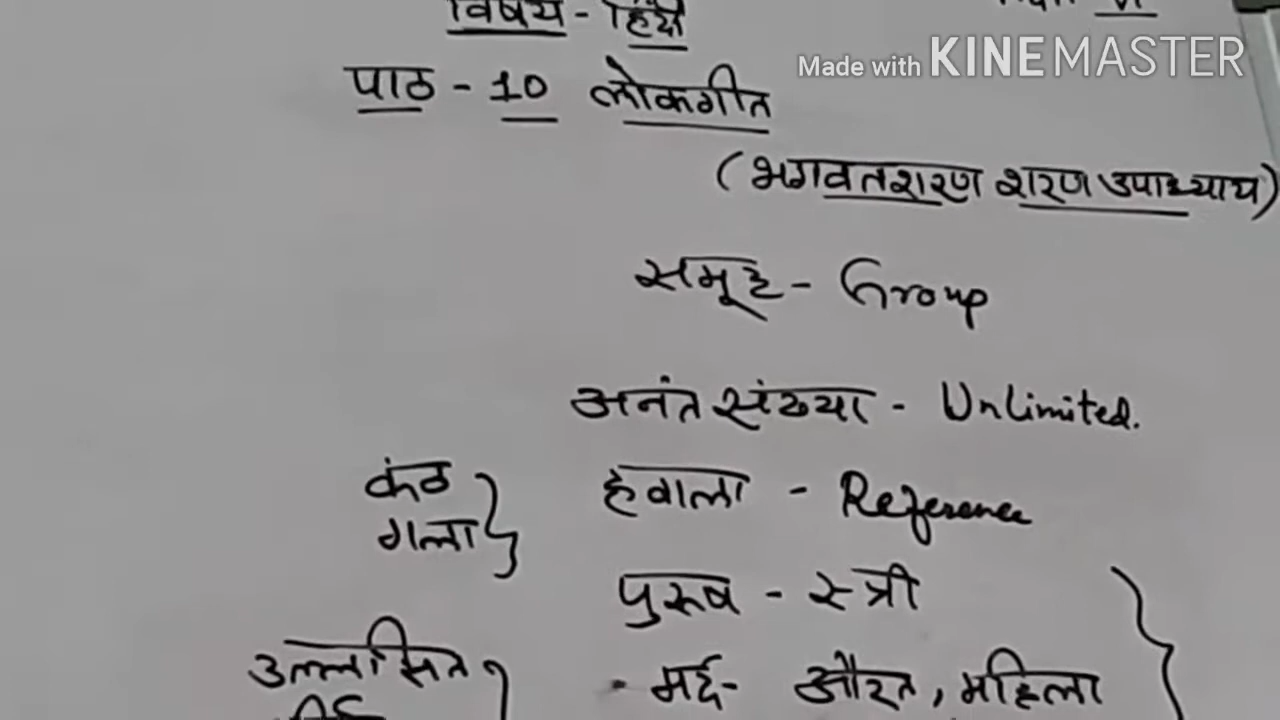 विषय - हिंदी
Made with KINEMASTER
पाठ - 10 लोकगीत
(भगवतशरण शरण उपाध्याय)
समूह - Group
अनंत संख्या - Unlimited.
कंठ हवाला - Reference
गला
पुरूष - स्त्री
उल्लासित मर्द - औरत, महिला